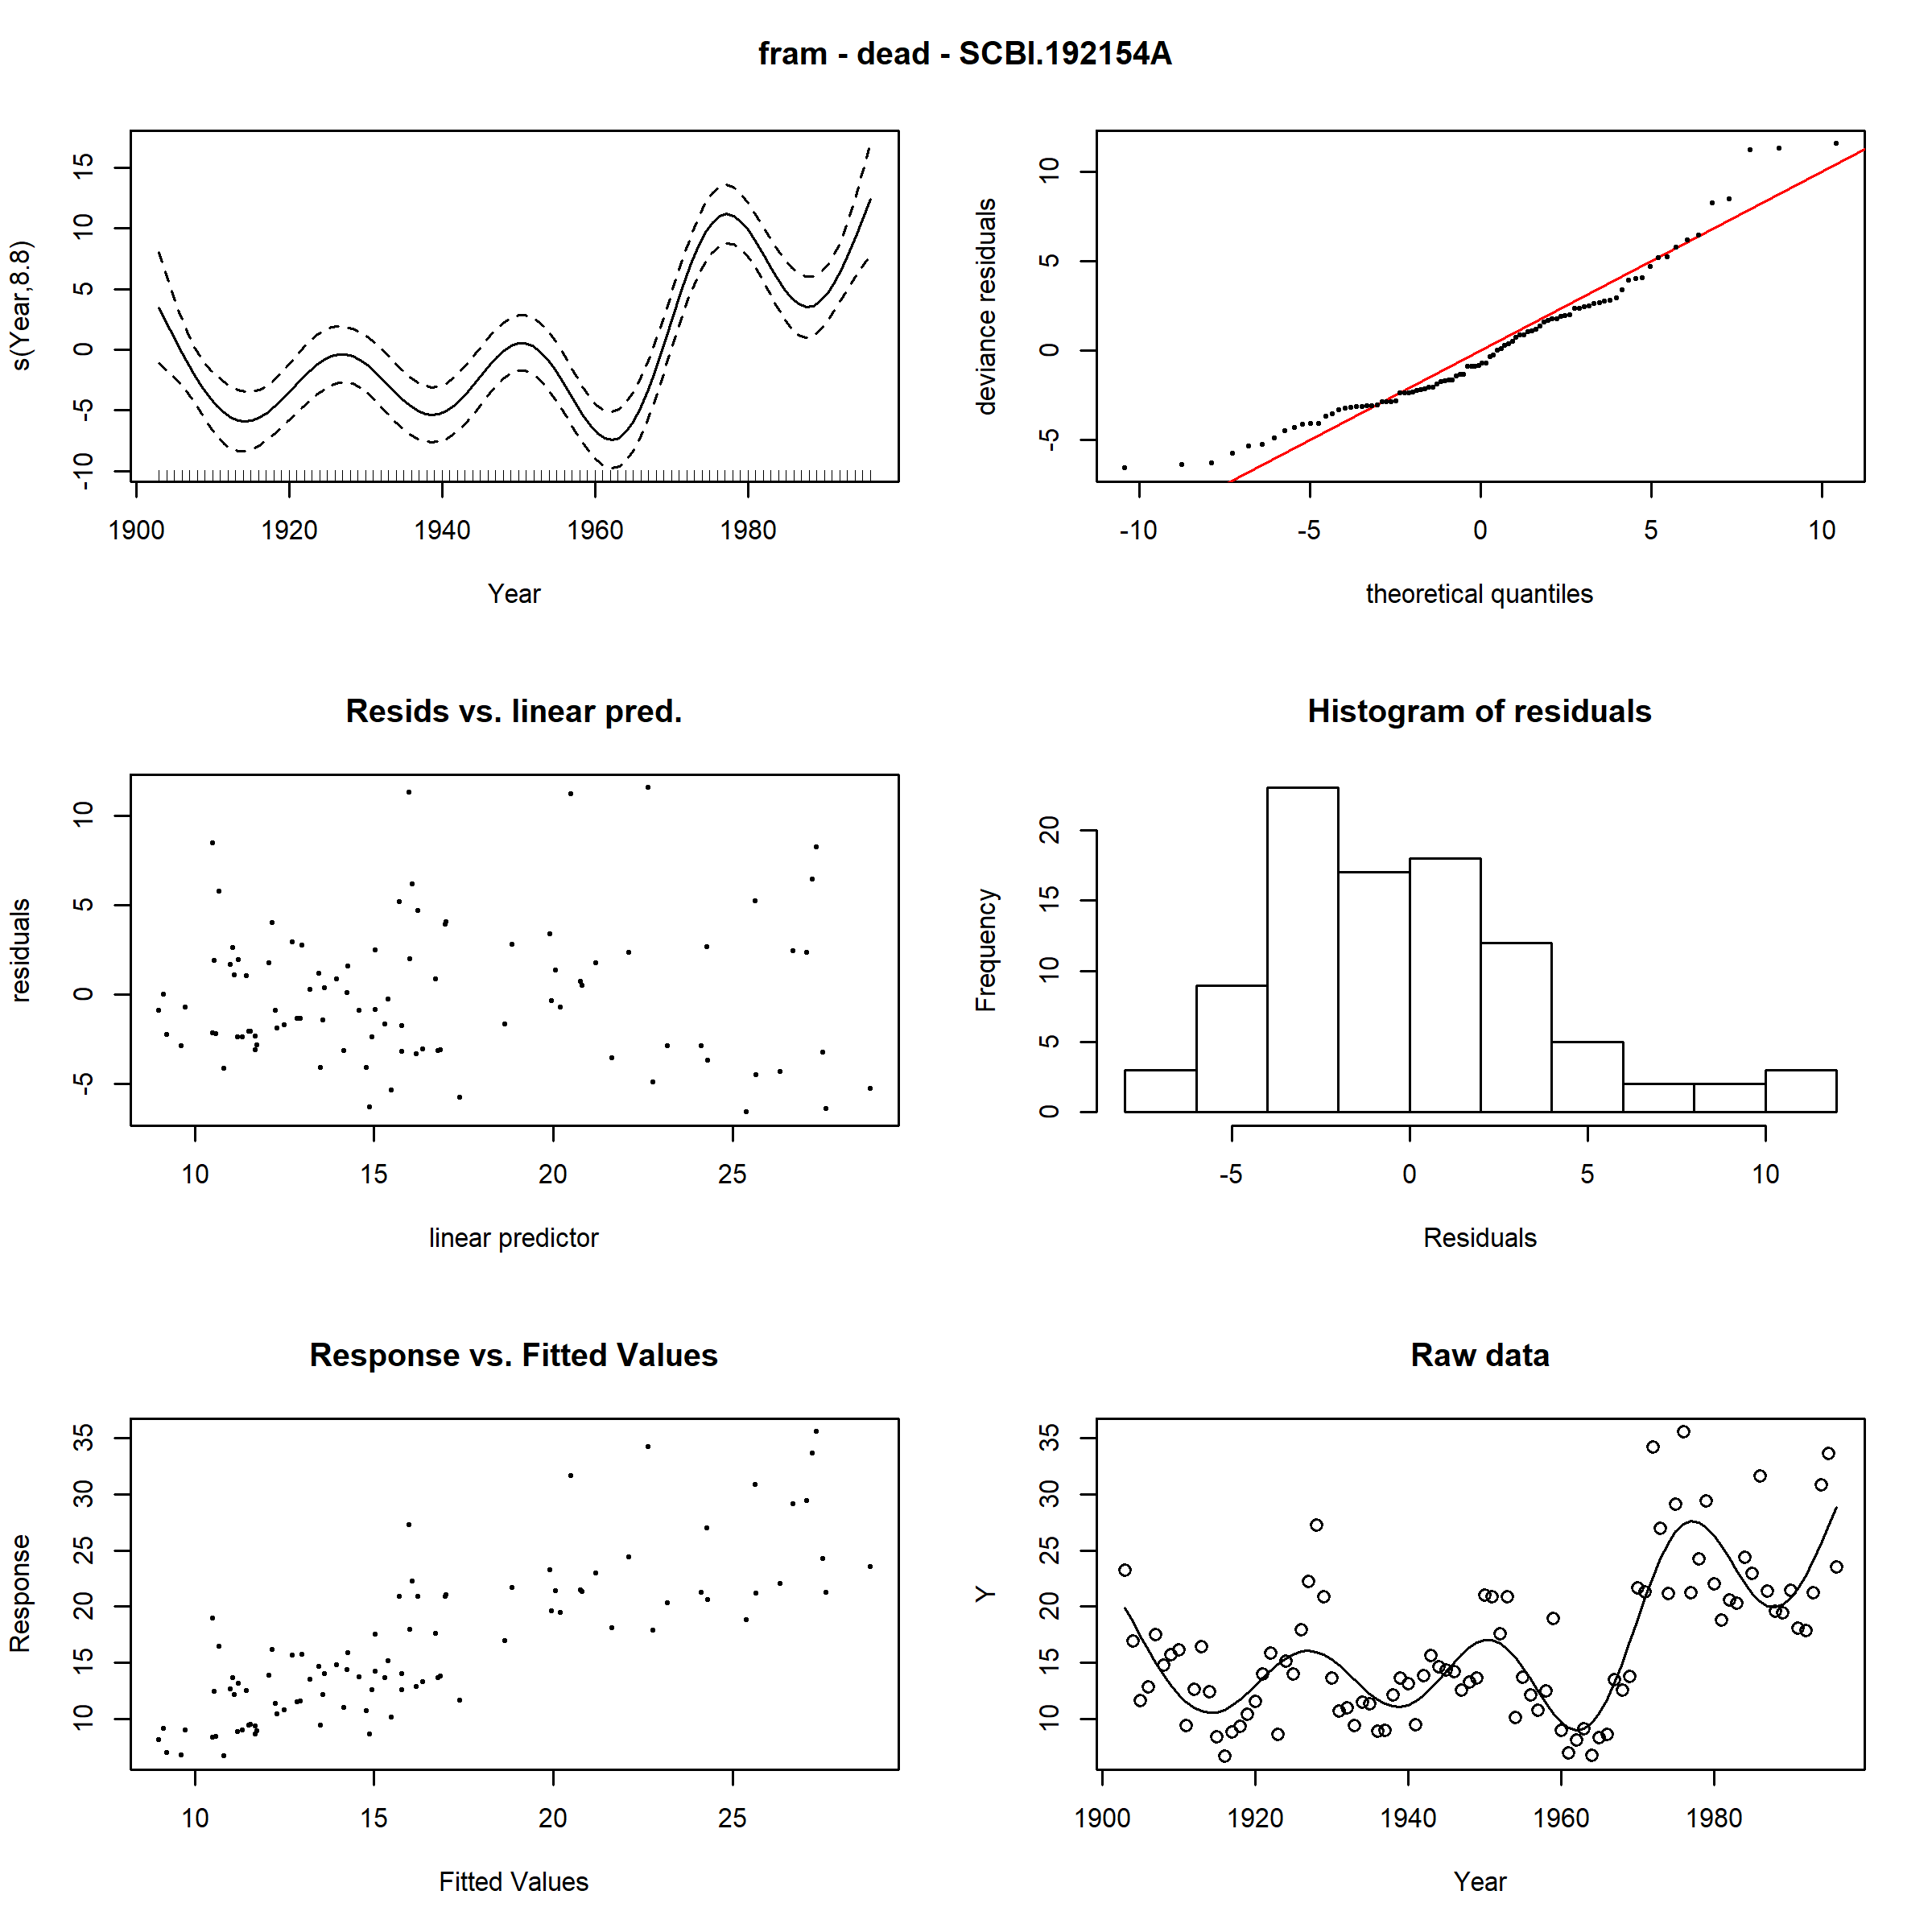 fram - dead - SCBI.192154A
s(Year,8.8)
15
10
5
0
-5
-10
1900 1920 1940 1960 1980
Year
deviance residuals
10
5
0
-5
-10 -5 0 5 10
theoretical quantiles
Resids vs. linear pred.
residuals
10
5
0
-5
10 15 20 25
linear predictor
Histogram of residuals
Frequency
20
15
10
5
0
-5 0 5 10
Residuals
Response vs. Fitted Values
Response
35
30
25
20
15
10
10 15 20 25
Fitted Values
Raw data
Y
35
30
25
20
15
10
1900 1920 1940 1960 1980
Year